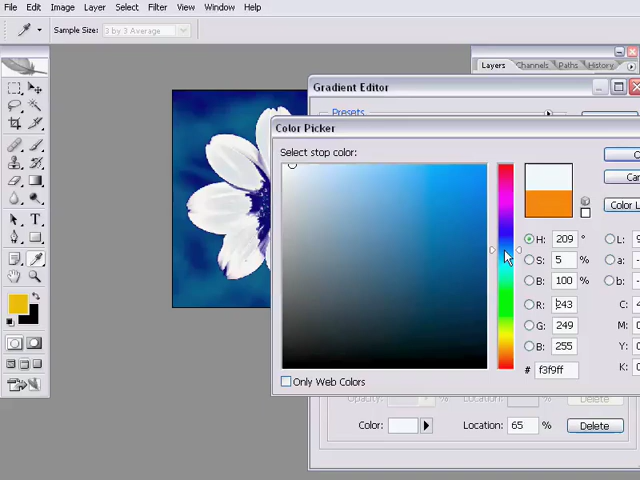 File Edit Image Layer Select Filter View Window Help
Sample Size: 3 by 3 Average
Layers Channels Paths History
Gradient Editor
Presets
Color Picker
Select stop color:
H: 209 °
S: 5 %
B: 100 %
R: 243
G: 249
B: 255
# f3f9ff
L:
a:
b:
C:
M:
Y:
K:
Can
Color L
Only Web Colors
Opacity: % Location: % Delete
Color: Location: 65 % Delete
T